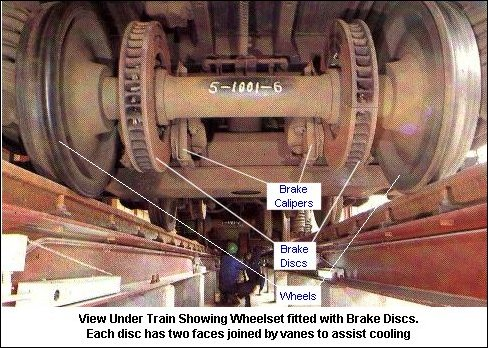 5-1001-6
Brake
Calipers
Brake
Discs
Wheels
View Under Train Showing Wheelset fitted with Brake Discs.
Each disc has two faces joined by vanes to assist cooling